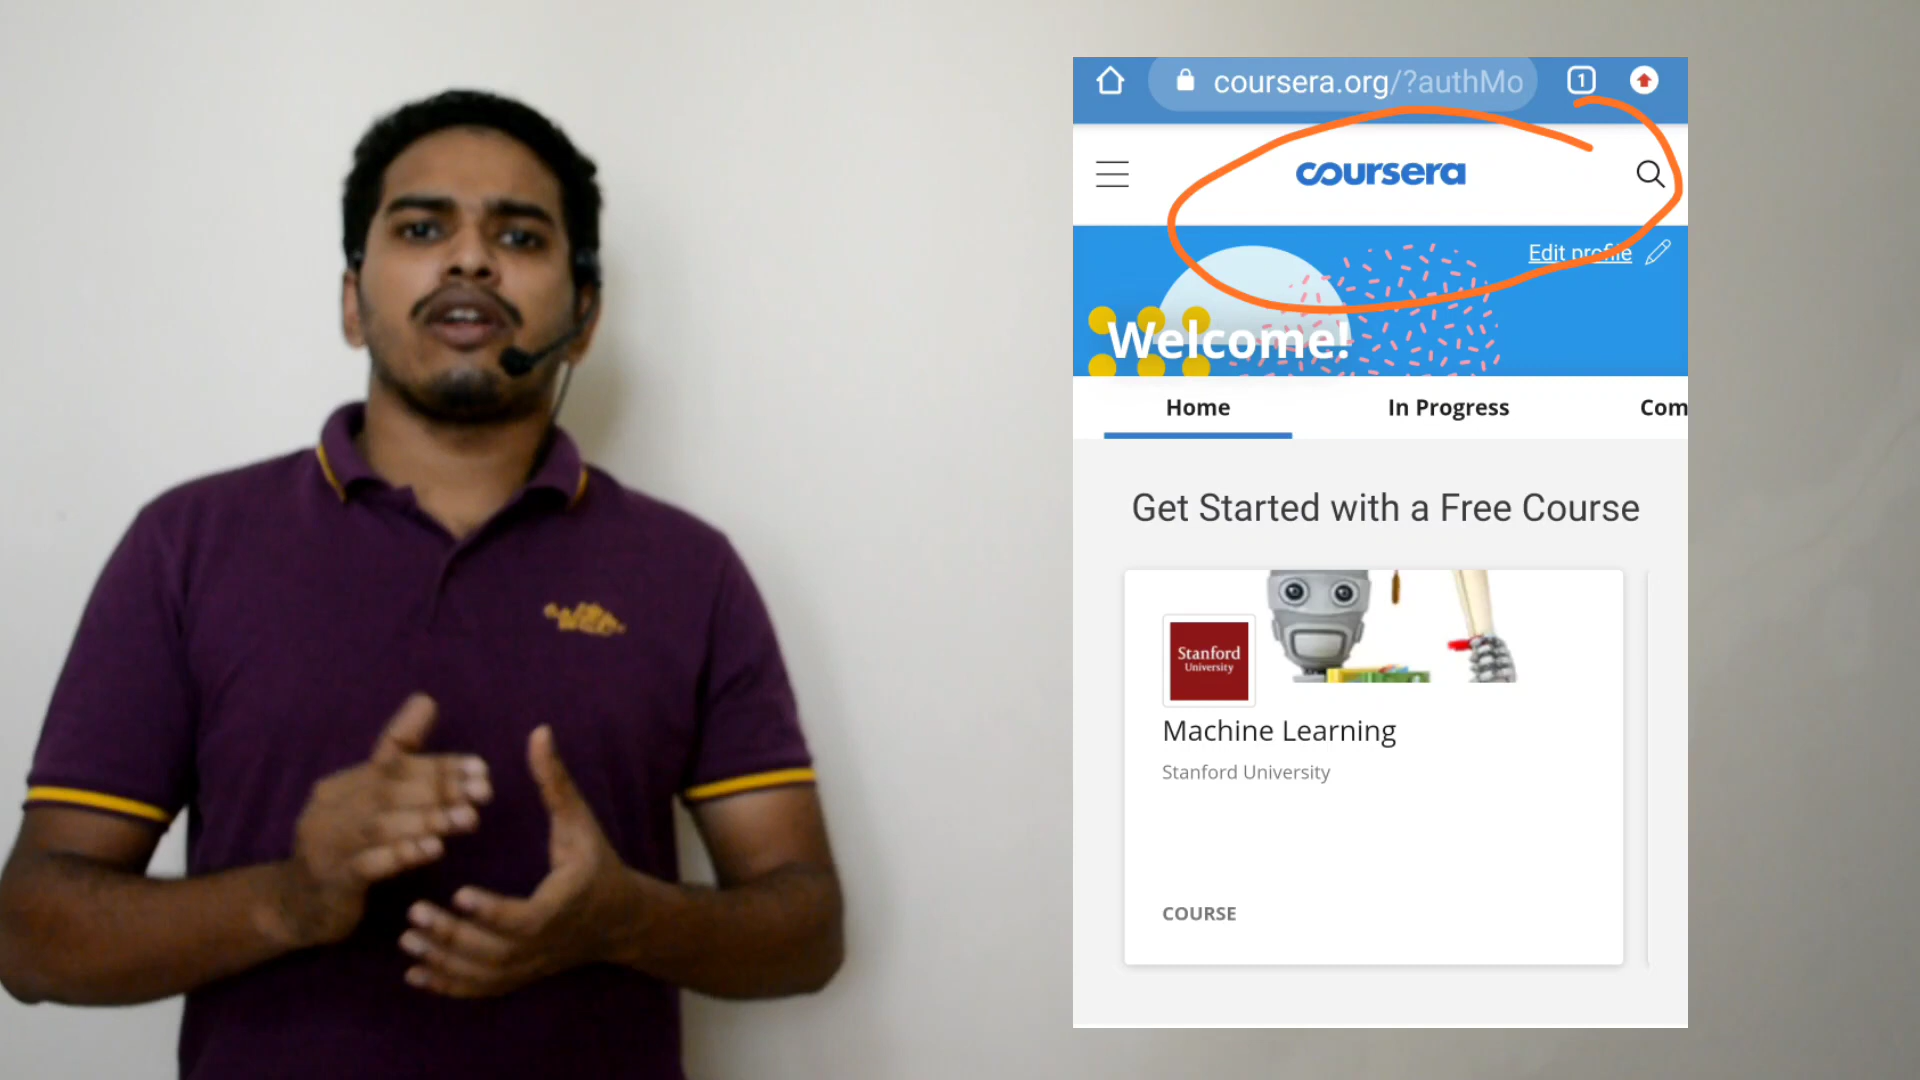 coursera.org/?authMo
1
coursera
Edit profile
Welcome!
Home In Progress Com
Get Started with a Free Course
Stanford
University
Machine Learning
Stanford University
COURSE